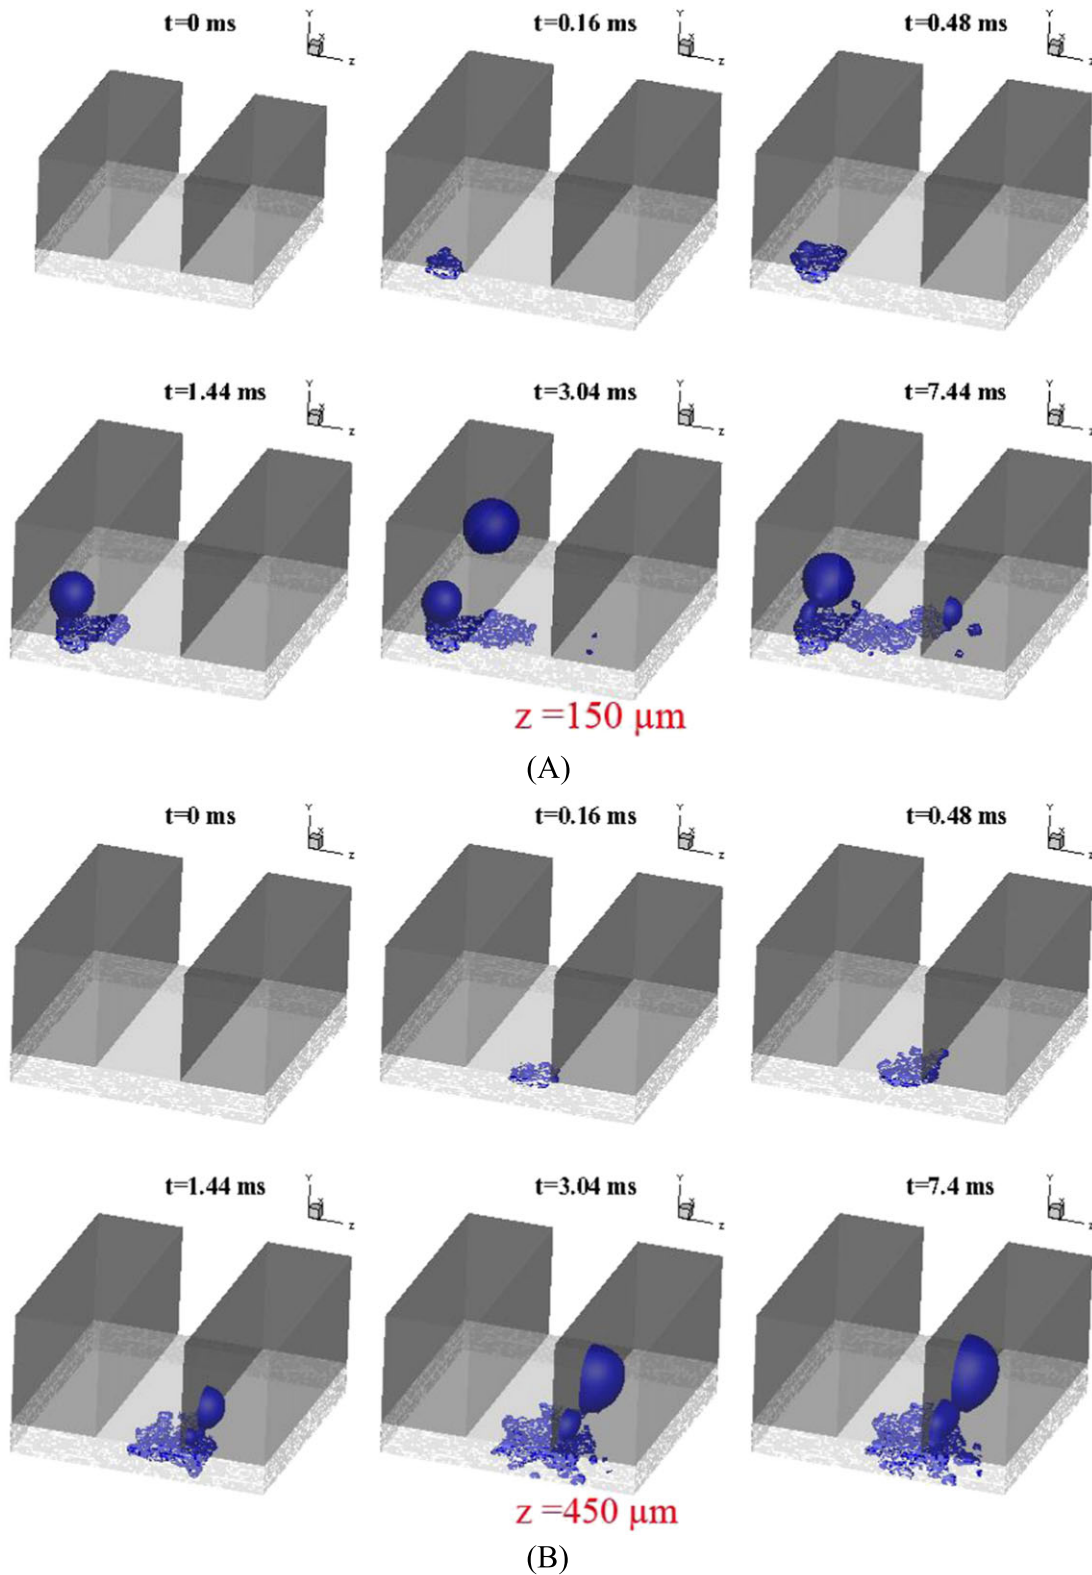 t=0 ms t=0.16 ms t=0.48 ms
Y X Z Y X Z Y X Z
t=1.44 ms t=3.04 ms t=7.44 ms
Y X Z Y X Z Y X Z
z =150 μm
(A)
t=0 ms t=0.16 ms t=0.48 ms
Y X Z Y X Z Y X Z
t=1.44 ms t=3.04 ms t=7.4 ms
Y X Z Y X Z Y X Z
z =450 μm
(B)